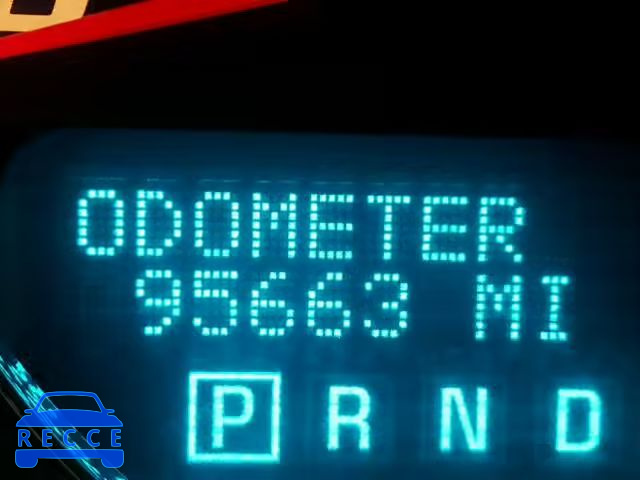 ODOMETER
95663 MI
P R N D
RECCE